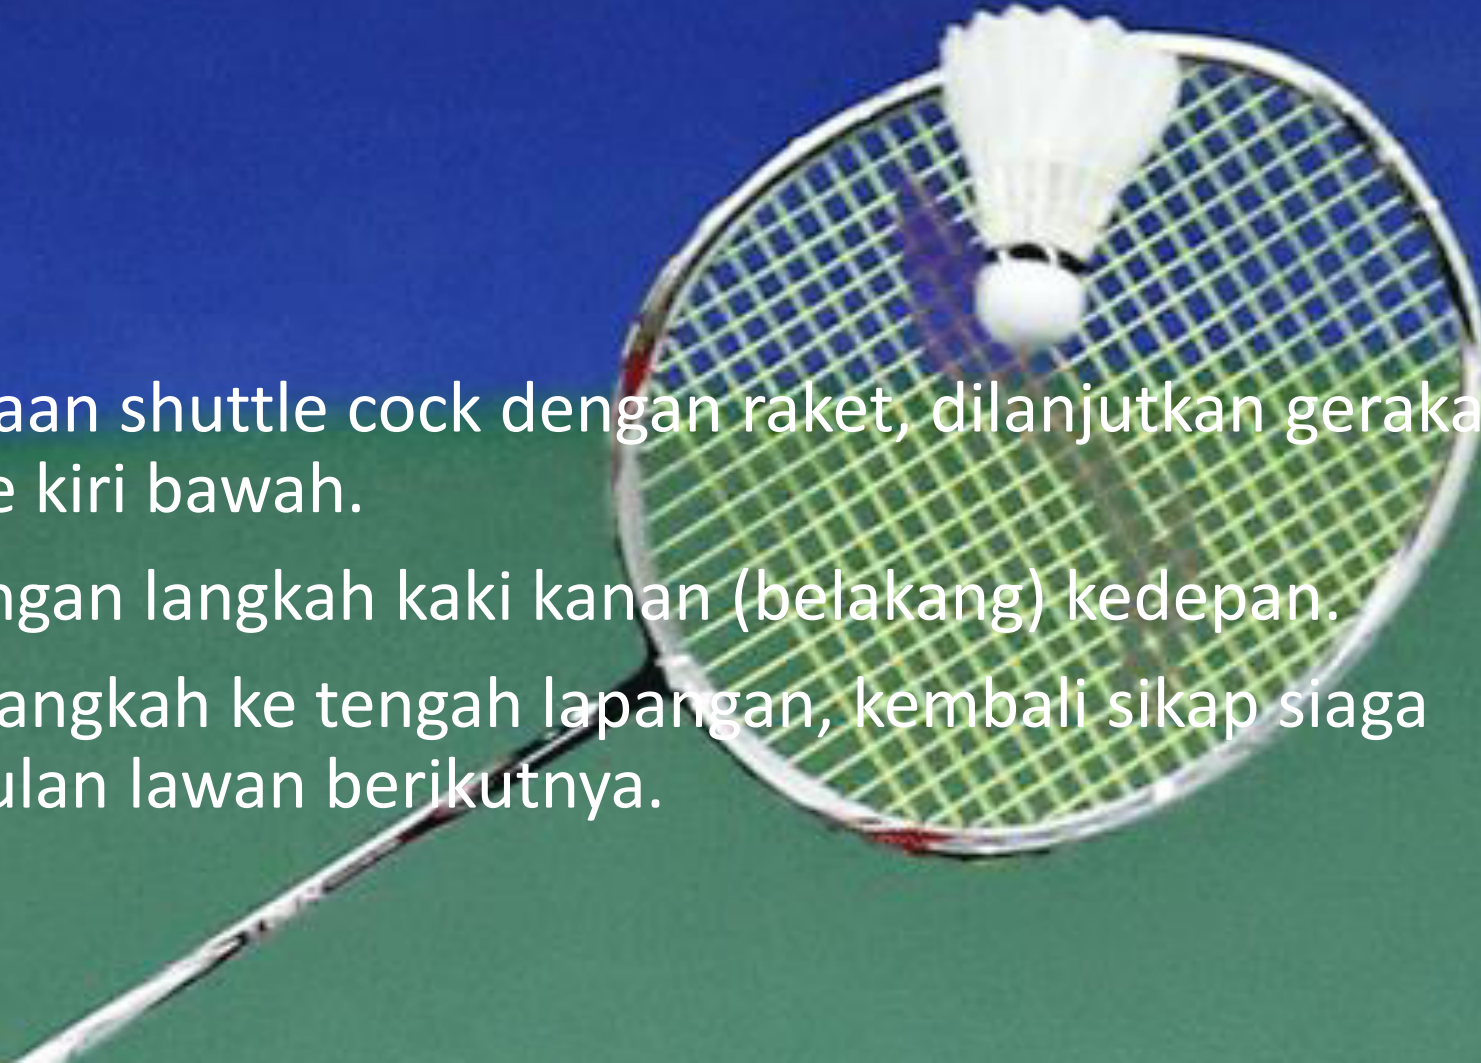 aan shuttle cock dengan raket, dilanjutkan geraka
e kiri bawah.
ngan langkah kaki kanan (belakang) kedepan.
angkah ke tengah lapangan, kembali sikap siaga
ulan lawan berikutnya.